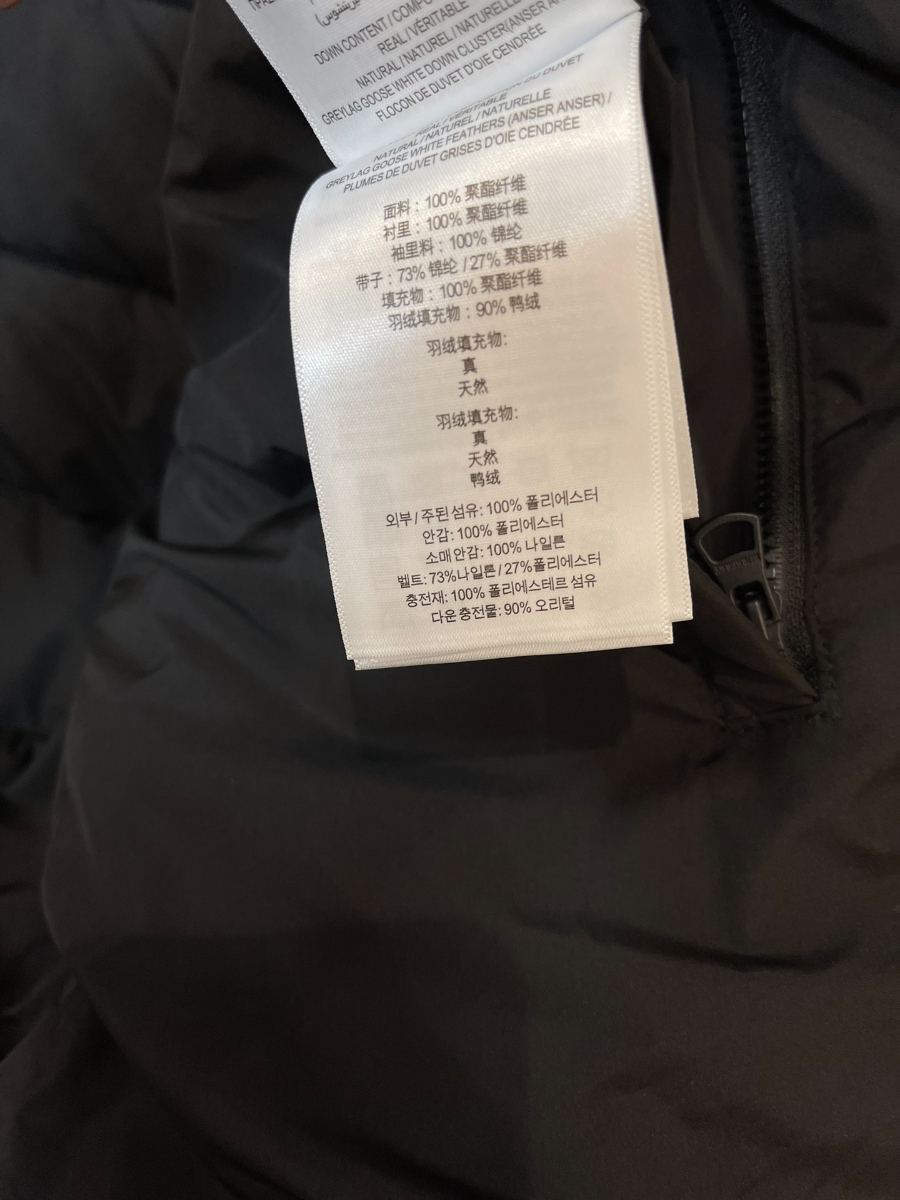 DOWN CONTENT / COMPO
REAL / VÉRITABLE
NATURAL / NATUREL / NATURELLE
GREYLAG GOOSE WHITE DOWN CLUSTER(ANSER A
FLOCON DE DUVET D'OIE CENDRÉE
DU DUVET
REAL / VÉRITABLE
NATURAL / NATUREL / NATURELLE
GREYLAG GOOSE WHITE FEATHERS (ANSER ANSER) /
PLUMES DE DUVET GRISES D'OIE CENDRÉE
面料：100% 聚酯纤维
衬里：100% 聚酯纤维
袖里料：100% 锦纶
带子：73% 锦纶 / 27% 聚酯纤维
填充物：100% 聚酯纤维
羽绒填充物：90% 鸭绒
羽绒填充物:
真
天然
羽绒填充物:
真
天然
鸭绒
외부 / 주된 섬유: 100% 폴리에스터
안감: 100% 폴리에스터
소매 안감: 100% 나일론
벨트: 73%나일론 / 27%폴리에스터
충전재: 100% 폴리에스테르 섬유
다운 충전물: 90% 오리털